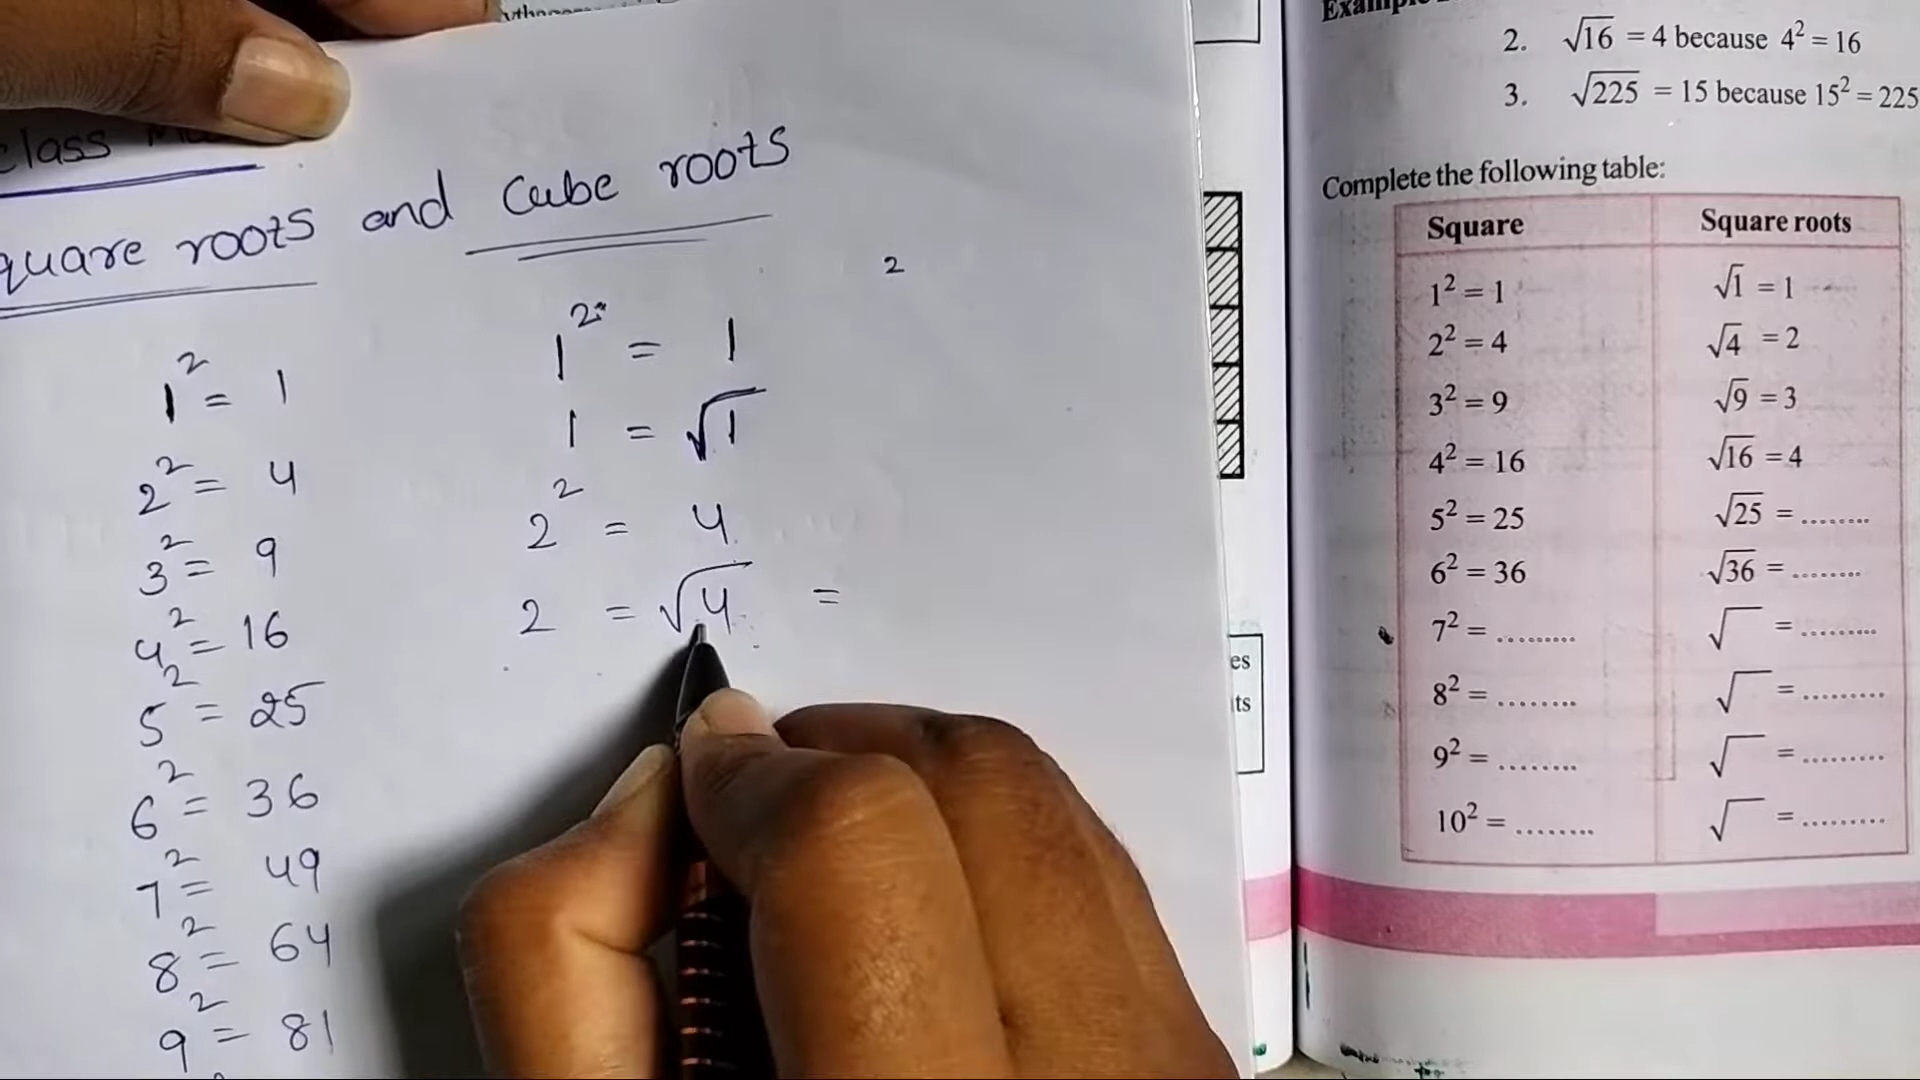 class
quare roots and Cube roots
1² = 1
2² = 4
3² = 9
4² = 16
5² = 25
6² = 36
7² = 49
8² = 64
9² = 81
2
1² = 1
1 = √1
2² = 4
2 = √4 =
es
ts
2. √16 = 4 because 4² = 16
3. √225 = 15 because 15² = 225
Complete the following table:
Square Square roots
1² = 1 √1 = 1
2² = 4 √4 = 2
3² = 9 √9 = 3
4² = 16 √16 = 4
5² = 25 √25 = ........
6² = 36 √36 = ........
7² = ......... √ = .........
8² = ......... √ = .........
9² = ......... √ = .........
10² = ......... √ = .........